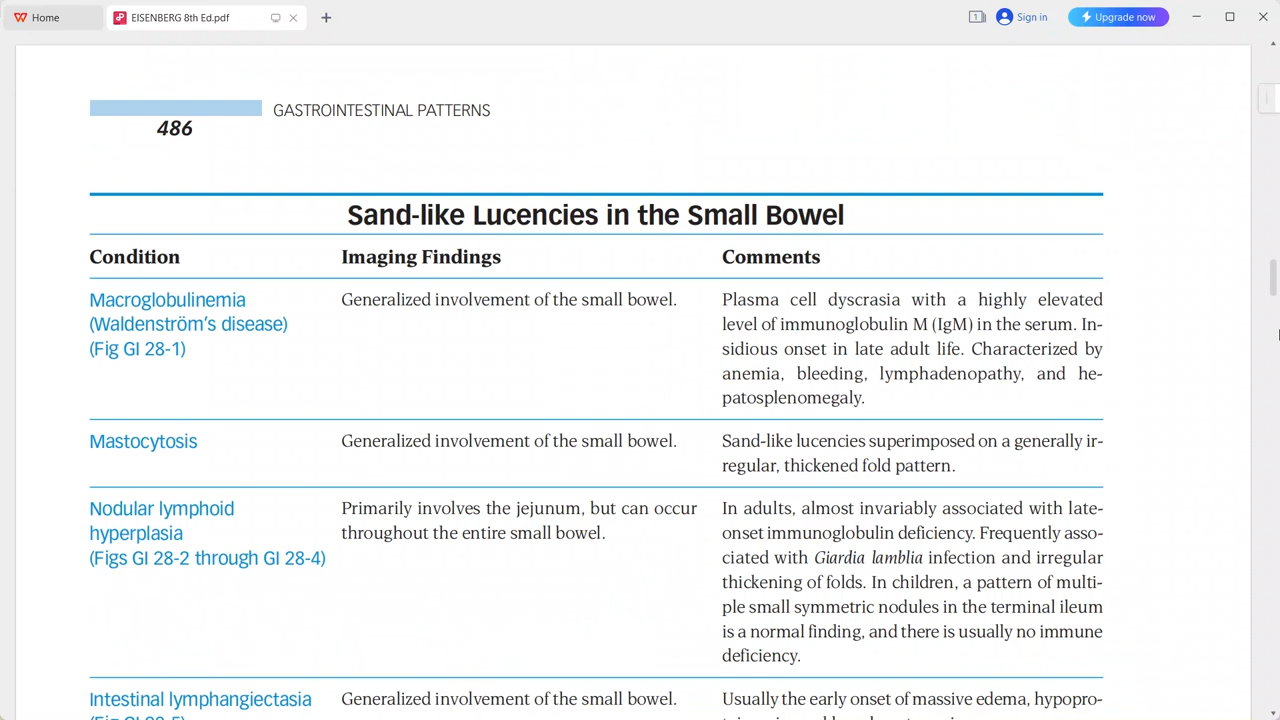 Home
EISENBERG 8th Ed.pdf
1
Sign in
Upgrade now
GASTROINTESTINAL PATTERNS
486
Sand-like Lucencies in the Small Bowel
Condition Imaging Findings Comments
Macroglobulinemia
(Waldenström's disease)
(Fig GI 28-1)
Generalized involvement of the small bowel.
Plasma cell dyscrasia with a highly elevated
level of immunoglobulin M (IgM) in the serum. In-
sidious onset in late adult life. Characterized by
anemia, bleeding, lymphadenopathy, and he-
patosplenomegaly.
Mastocytosis
Generalized involvement of the small bowel.
Sand-like lucencies superimposed on a generally ir-
regular, thickened fold pattern.
Nodular lymphoid
hyperplasia
(Figs GI 28-2 through GI 28-4)
Primarily involves the jejunum, but can occur
throughout the entire small bowel.
In adults, almost invariably associated with late-
onset immunoglobulin deficiency. Frequently asso-
ciated with Giardia lamblia infection and irregular
thickening of folds. In children, a pattern of multi-
ple small symmetric nodules in the terminal ileum
is a normal finding, and there is usually no immune
deficiency.
Intestinal lymphangiectasia
Generalized involvement of the small bowel.
Usually the early onset of massive edema, hypopro-